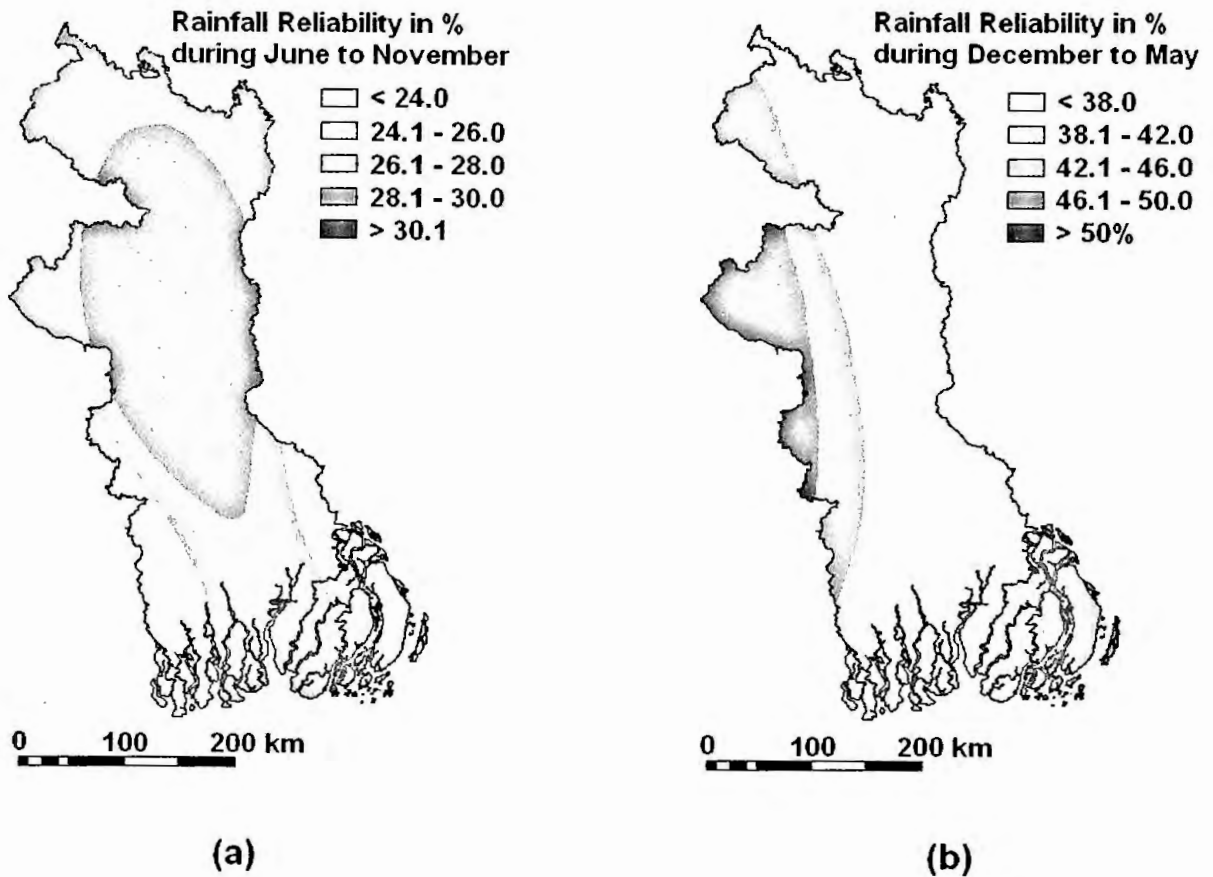 Rainfall Reliability in %
during June to November
< 24.0
24.1 - 26.0
26.1 - 28.0
28.1 - 30.0
> 30.1
0 100 200 km
(a)
Rainfall Reliability in %
during December to May
< 38.0
38.1 - 42.0
42.1 - 46.0
46.1 - 50.0
> 50%
0 100 200 km
(b)